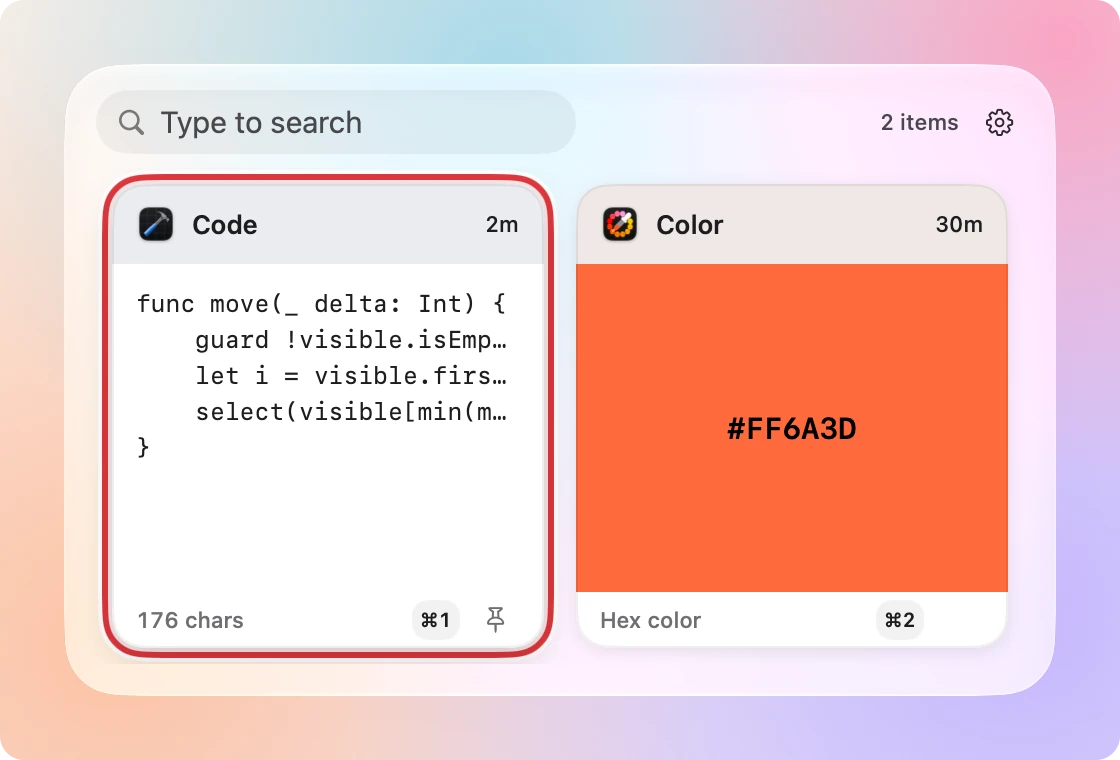 Type to search
2 items
Code
2m
func move(_ delta: Int) {
    guard !visible.isEmp…
    let i = visible.firs…
    select(visible[min(m…
}
176 chars
⌘1
Color
30m
#FF6A3D
Hex color
⌘2